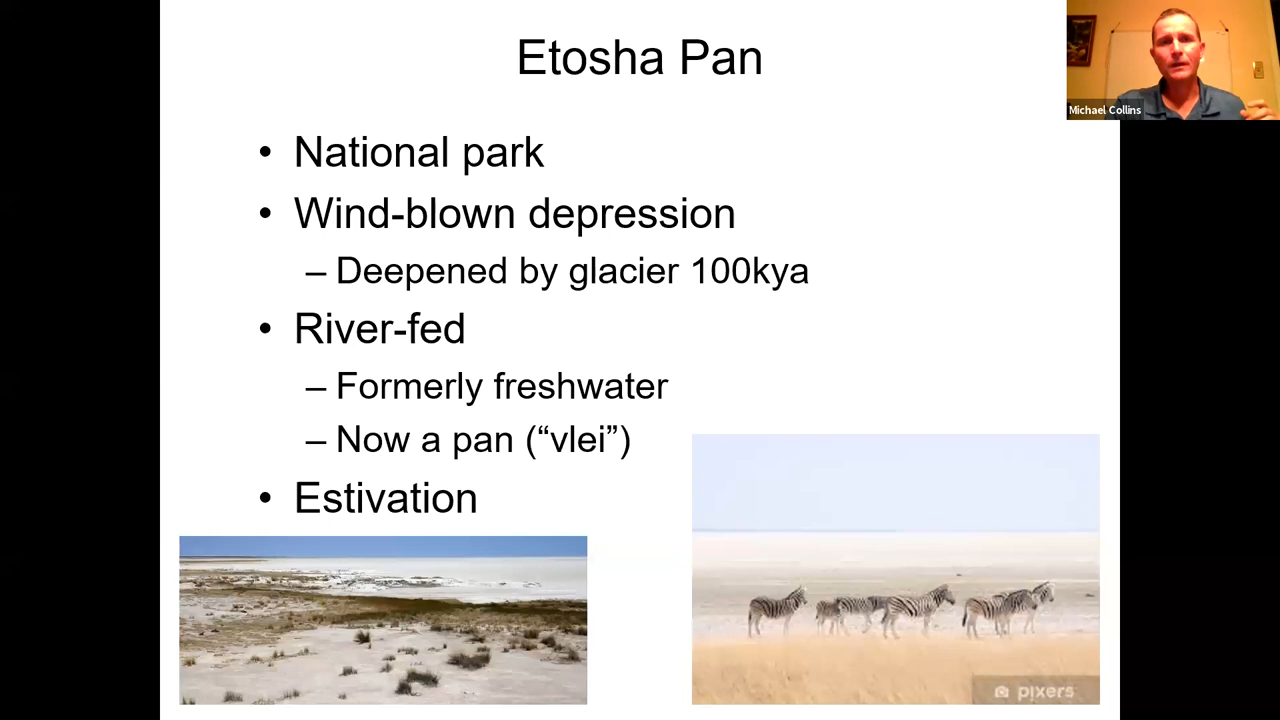 Etosha Pan
Michael Collins
• National park
• Wind-blown depression
– Deepened by glacier 100kya
• River-fed
– Formerly freshwater
– Now a pan (“vlei”)
• Estivation
pixers